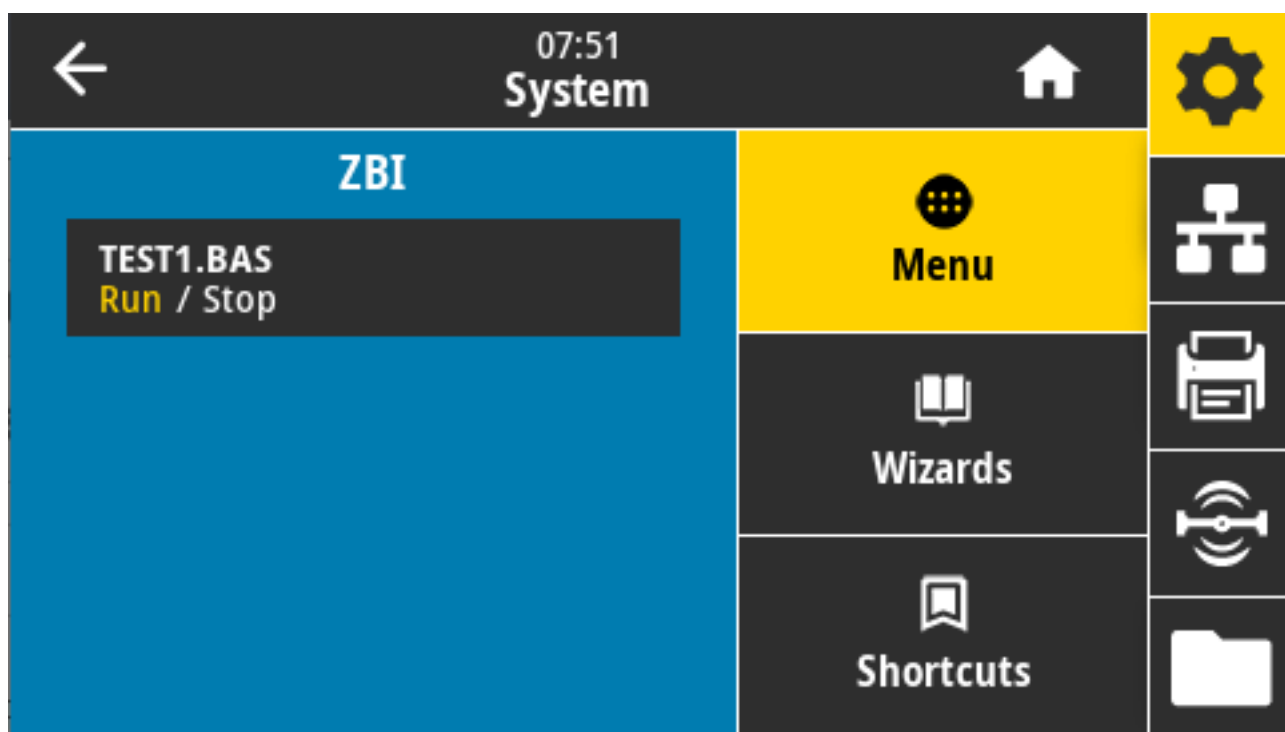 07:51
System
ZBI
TEST1.BAS
Run / Stop
Menu
Wizards
Shortcuts